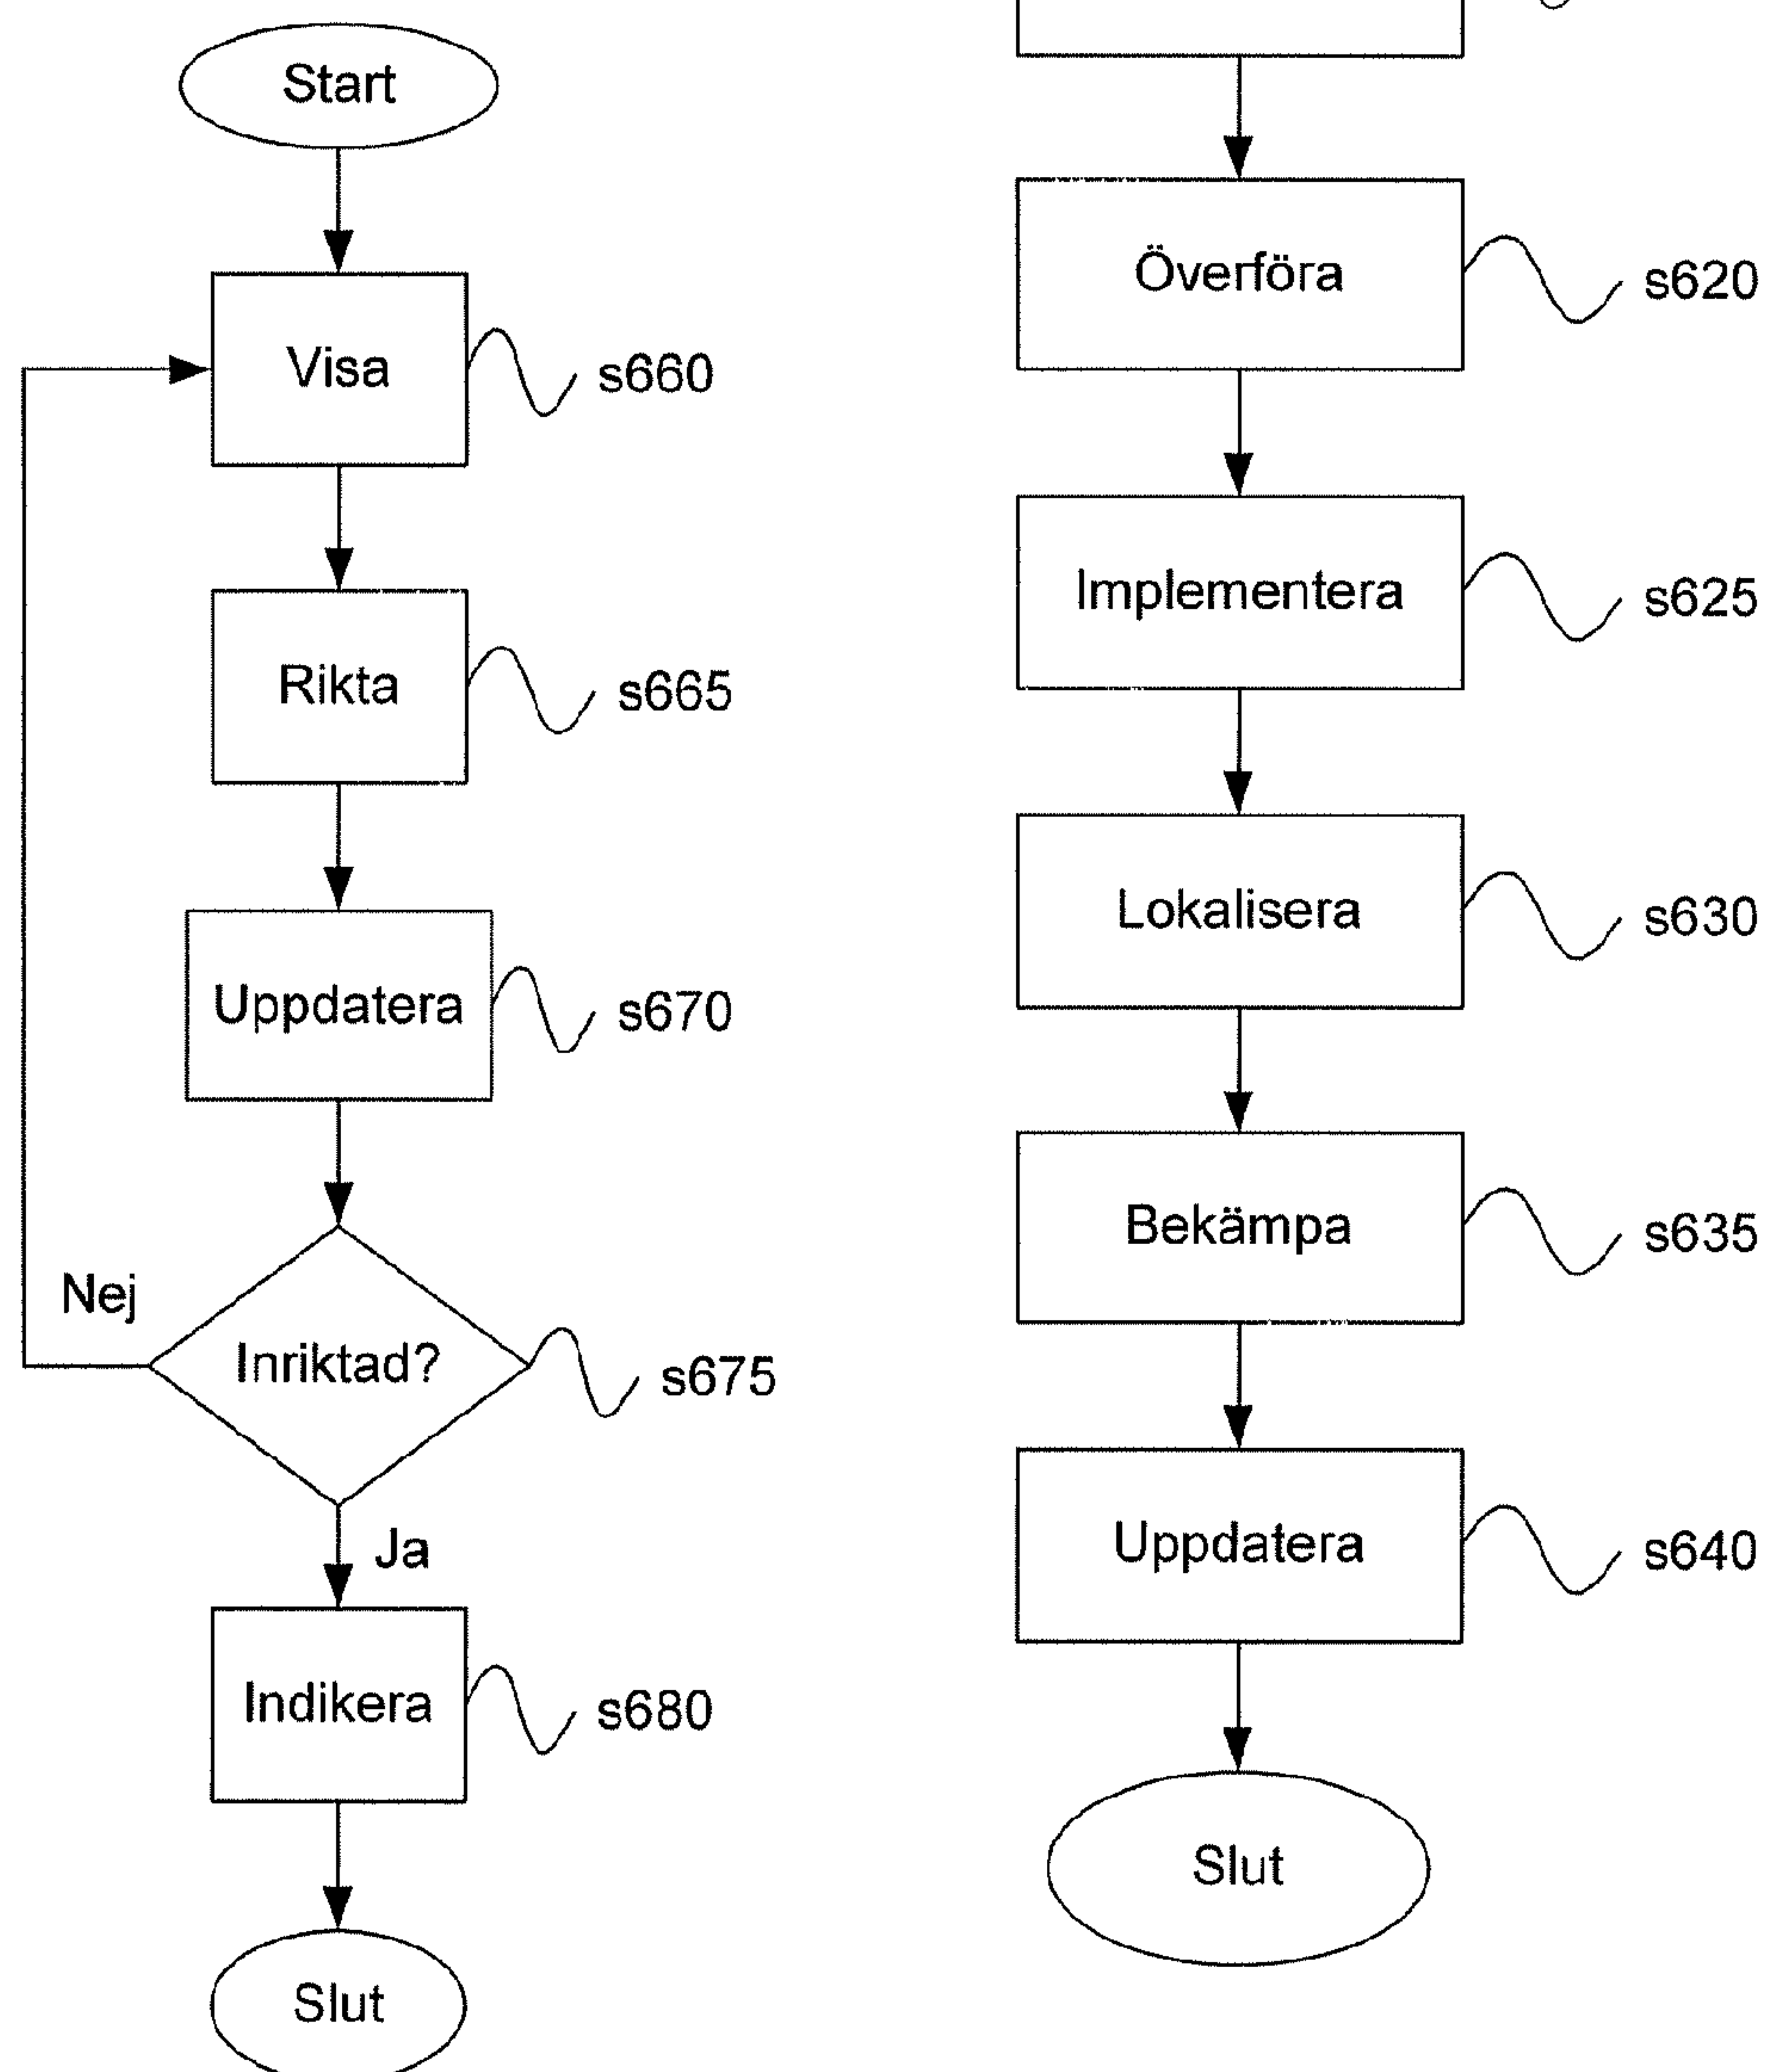 Start
Visa
s660
Rikta
s665
Uppdatera
s670
Nej
Inriktad?
s675
Ja
Indikera
s680
Slut
Överföra
s620
Implementera
s625
Lokalisera
s630
Bekämpa
s635
Uppdatera
s640
Slut